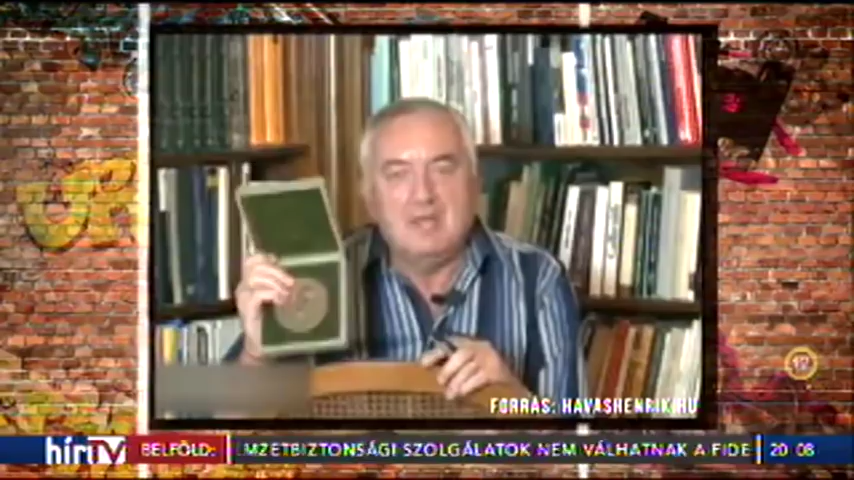 FORRÁS: HAVASHENRIK.HU
12
hírTV BELFÖLD: MZETBIZTONSÁGI SZOLGÁLATOK NEM VÁLHATNAK A FIDE 20 08